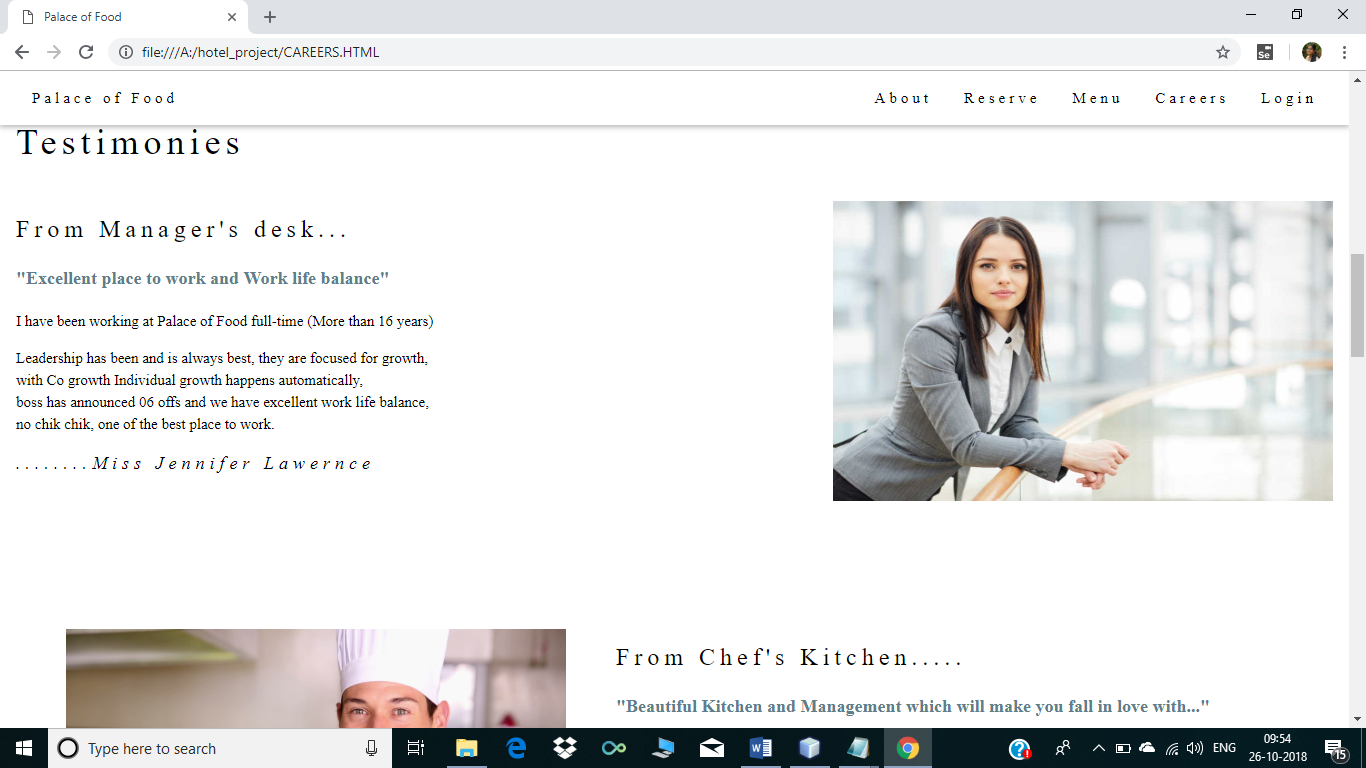 Palace of Food
file:///A:/hotel_project/CAREERS.HTML
Se
Palace of Food
About Reserve Menu Careers Login
Testimonies
From Manager's desk...
"Excellent place to work and Work life balance"
I have been working at Palace of Food full-time (More than 16 years)
Leadership has been and is always best, they are focused for growth,
with Co growth Individual growth happens automatically,
boss has announced 06 offs and we have excellent work life balance,
no chik chik, one of the best place to work.
........Miss Jennifer Lawernce
From Chef's Kitchen.....
"Beautiful Kitchen and Management which will make you fall in love with..."
Type here to search
ENG
09:54
26-10-2018
15